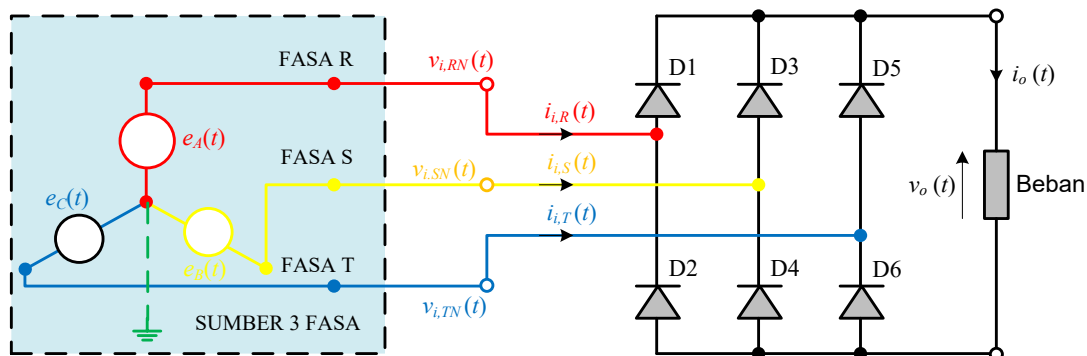 FASA R
v_{i,RN}(t)
D1
D3
D5
i_o(t)
e_A(t)
i_{i,R}(t)
FASA S
v_{i.SN}(t)
i_{i,S}(t)
v_o(t)
Beban
e_C(t)
i_{i,T}(t)
e_B(t)
FASA T
D2
D4
D6
v_{i,TN}(t)
SUMBER 3 FASA